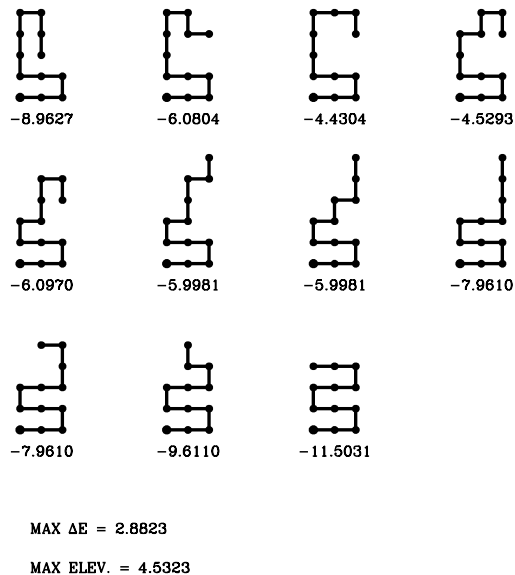 -8.9627 -6.0804 -4.4304 -4.5293
-6.0970 -5.9981 -5.9981 -7.9610
-7.9610 -9.6110 -11.5031
MAX ΔE = 2.8823
MAX ELEV. = 4.5323